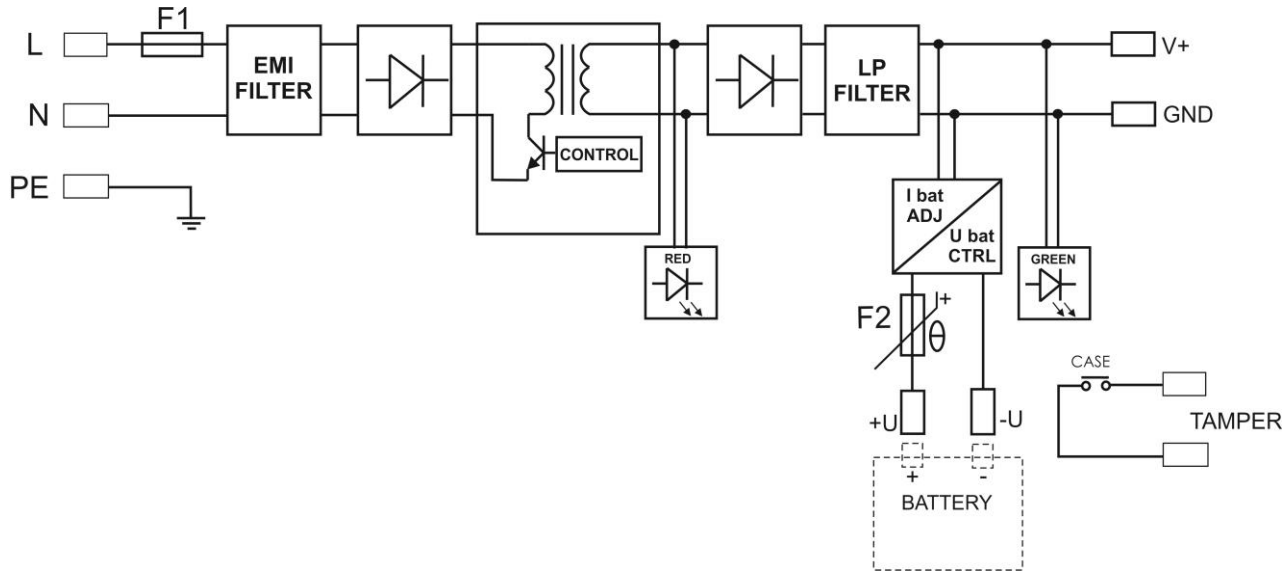 F1
L
EMI
FILTER
LP
FILTER
V+
N
CONTROL
GND
PE
I bat
ADJ
U bat
CTRL
RED
GREEN
F2
I+
θ
CASE
+U
-U
TAMPER
+
-
BATTERY